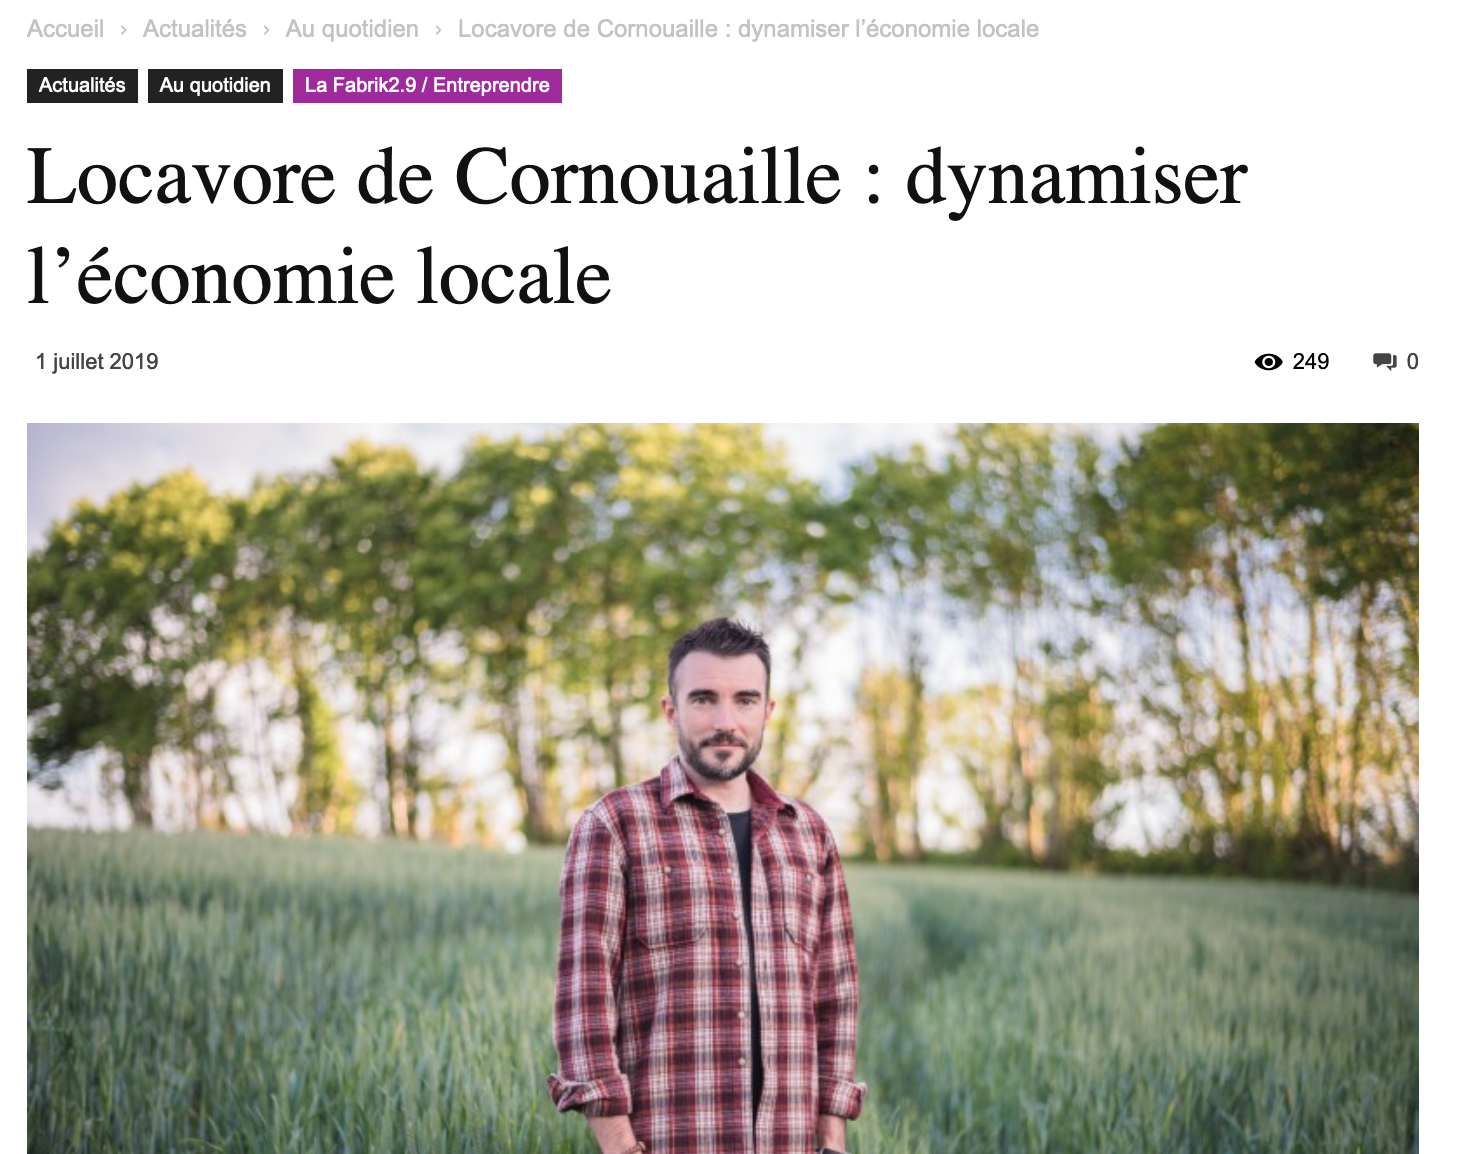 Accueil › Actualités › Au quotidien › Locavore de Cornouaille : dynamiser l’économie locale
Actualités Au quotidien La Fabrik2.9 / Entreprendre
Locavore de Cornouaille : dynamiser
l’économie locale
1 juillet 2019 249 0